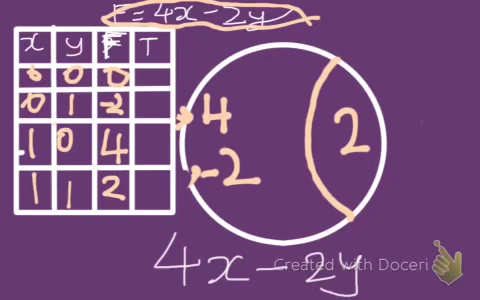 F = 4x - 2y
x y F T
0 0 0
0 1 -2
1 0 4
1 1 2
4
-2
2
4x - 2y
Created with Doceri